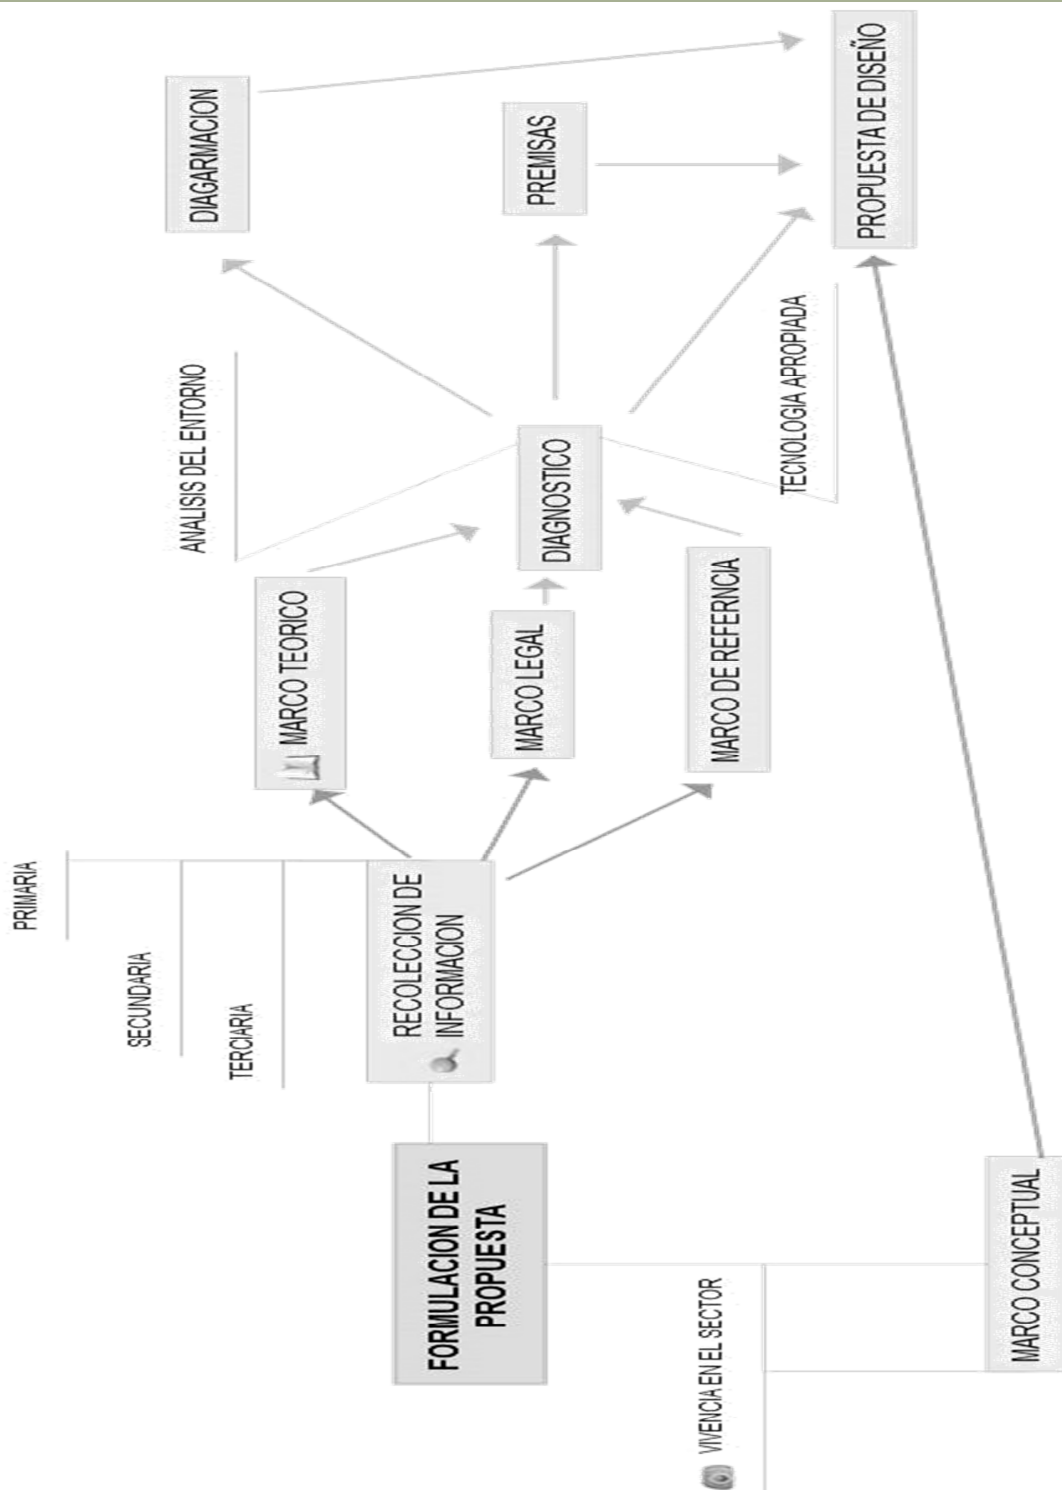 PRIMARIA
SECUNDARIA
TERCIARIA
FORMULACION DE LA
PROPUESTA
RECOLECCION DE
INFORMACION
MARCO TEORICO
MARCO LEGAL
MARCO DE REFERNCIA
ANALISIS DEL ENTORNO
DIAGNOSTICO
TECNOLOGIA APROPIADA
DIAGARMACION
PREMISAS
PROPUESTA DE DISEÑO
VIVENCIA EN EL SECTOR
MARCO CONCEPTUAL